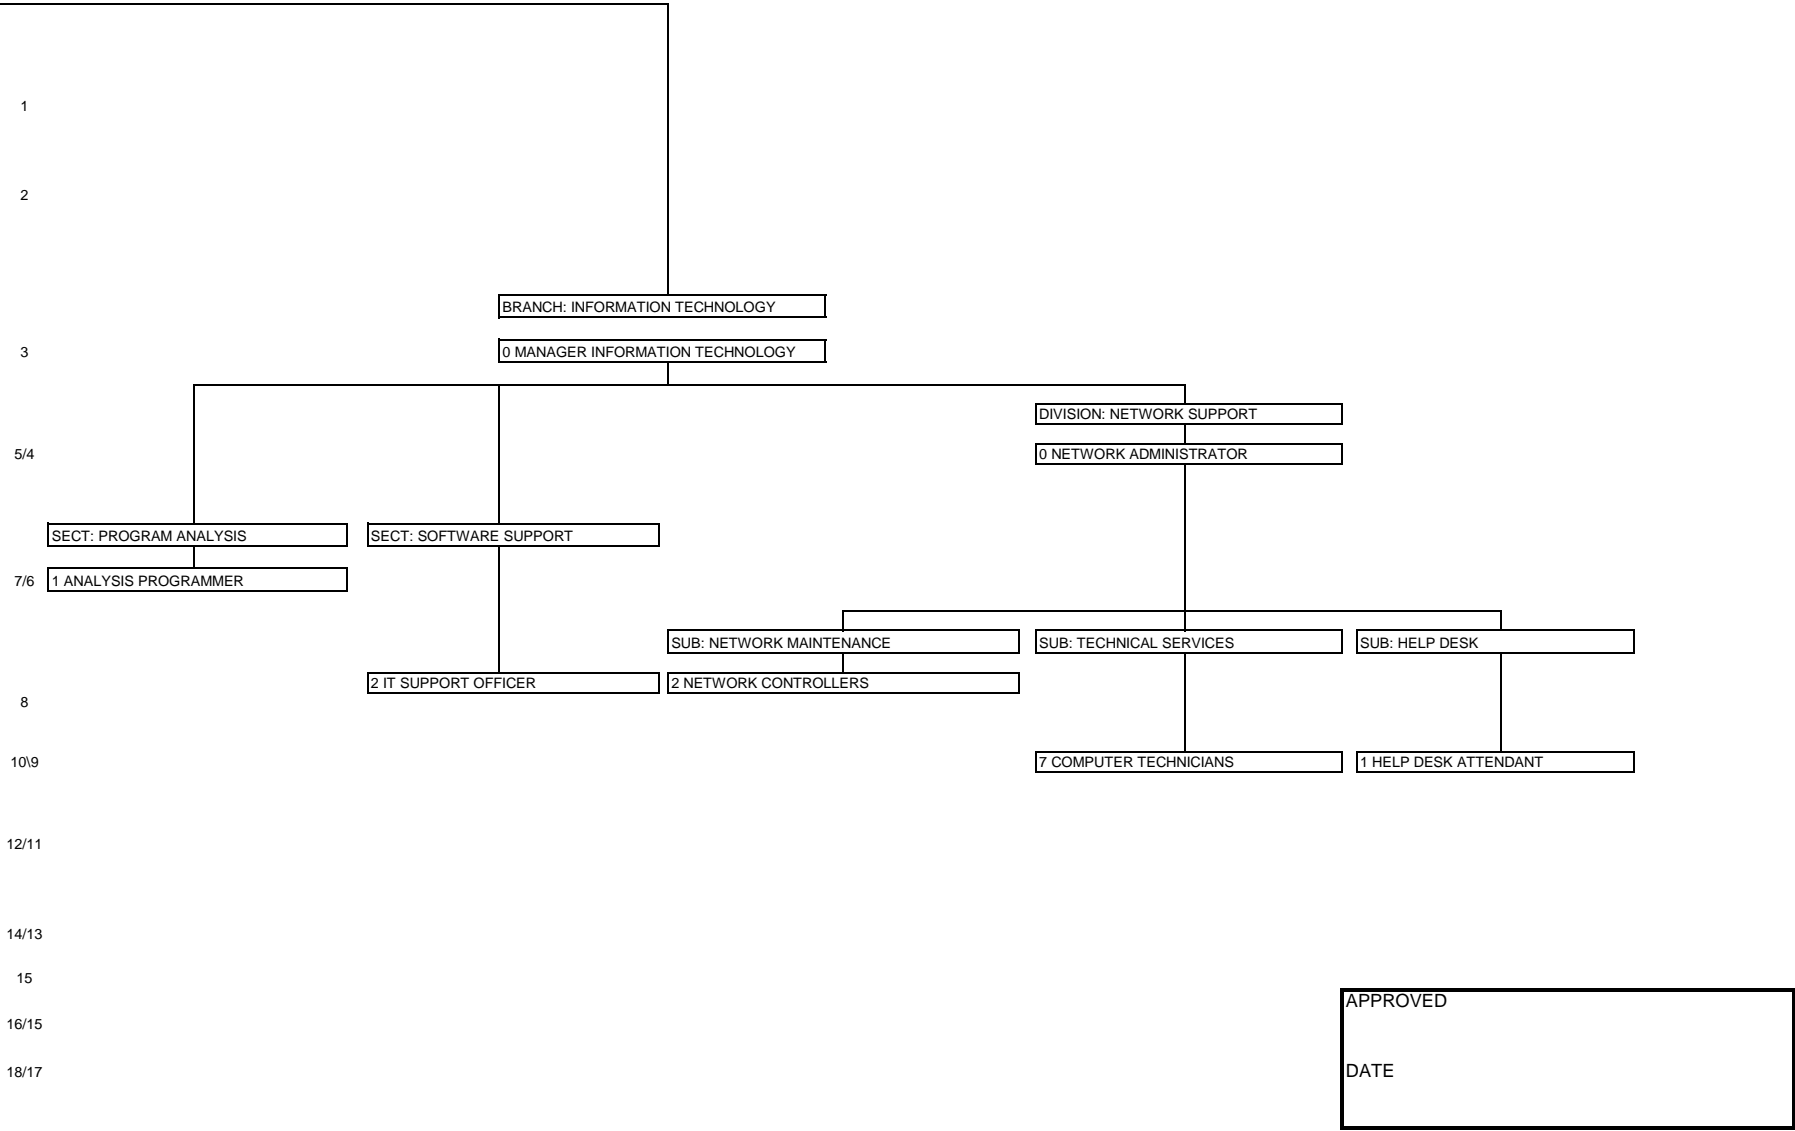 1
2
BRANCH: INFORMATION TECHNOLOGY
3
0 MANAGER INFORMATION TECHNOLOGY
DIVISION: NETWORK SUPPORT
5/4
0 NETWORK ADMINISTRATOR
SECT: PROGRAM ANALYSIS
SECT: SOFTWARE SUPPORT
7/6
1 ANALYSIS PROGRAMMER
SUB: NETWORK MAINTENANCE
SUB: TECHNICAL SERVICES
SUB: HELP DESK
2 IT SUPPORT OFFICER
2 NETWORK CONTROLLERS
8
10\9
7 COMPUTER TECHNICIANS
1 HELP DESK ATTENDANT
12/11
14/13
15
APPROVED
16/15
18/17
DATE